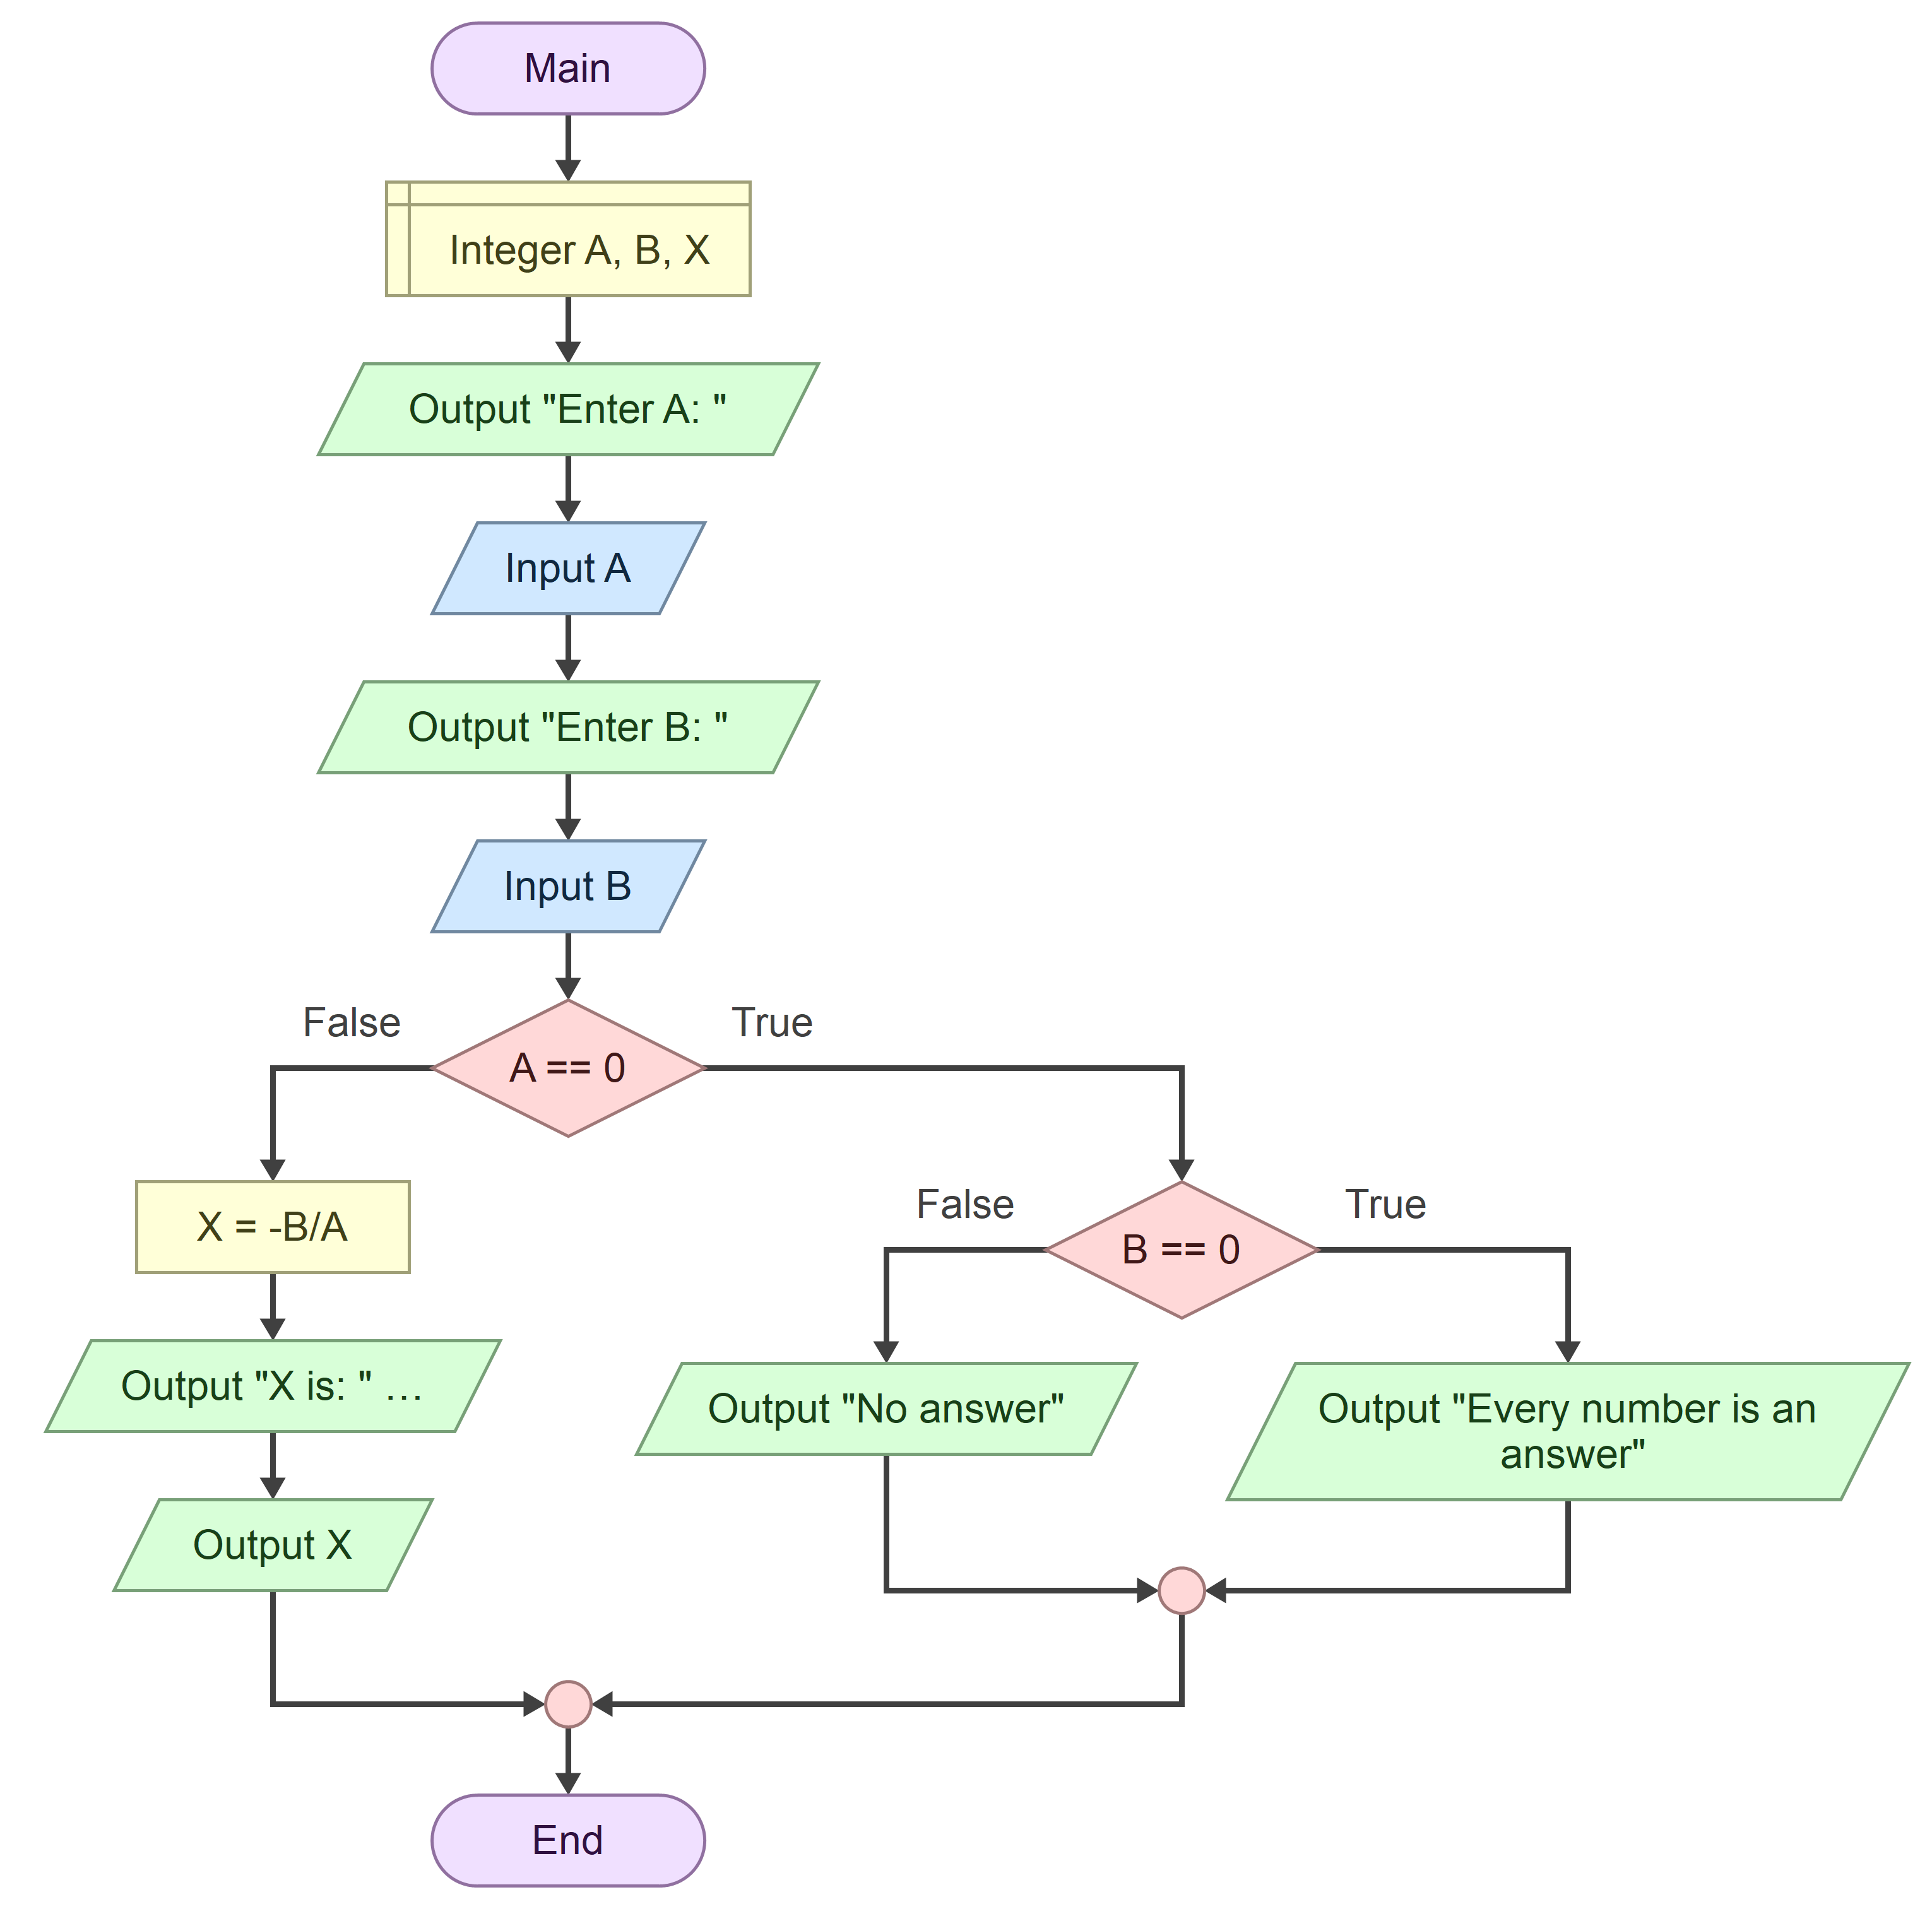 Main
Integer A, B, X
Output "Enter A: "
Input A
Output "Enter B: "
Input B
False
True
A == 0
X = -B/A
Output "X is: " …
Output X
False
True
B == 0
Output "No answer"
Output "Every number is an
answer"
End